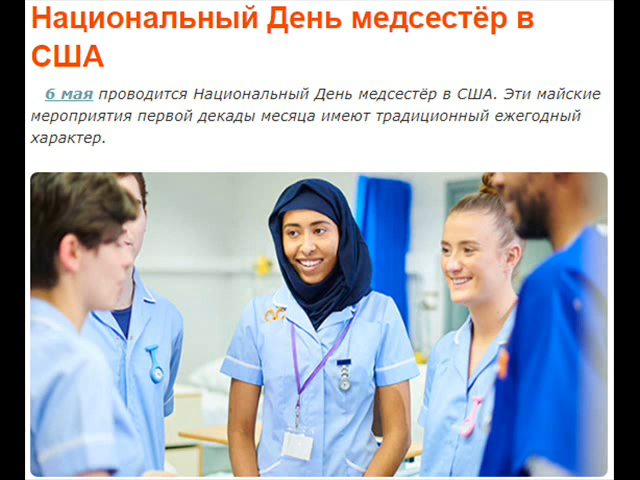 Национальный День медсестёр в
США
6 мая проводится Национальный День медсестёр в США. Эти майские
мероприятия первой декады месяца имеют традиционный ежегодный
характер.